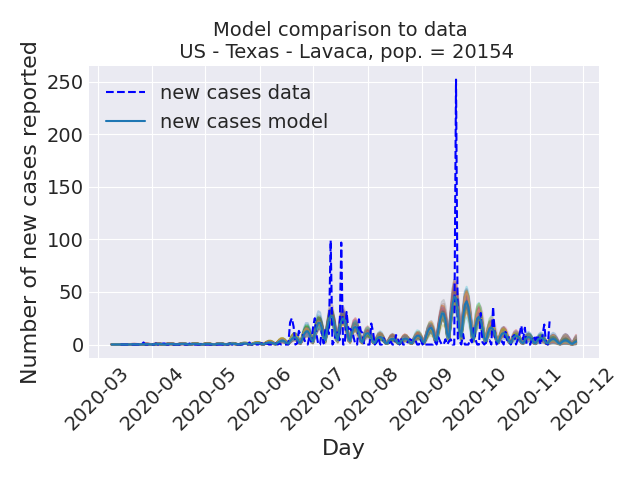 Model comparison to data
US - Texas - Lavaca, pop. = 20154
Number of new cases reported
250
200
150
100
50
0
new cases data
new cases model
2020-03
2020-04
2020-05
2020-06
2020-07
2020-08
2020-09
2020-10
2020-11
2020-12
Day